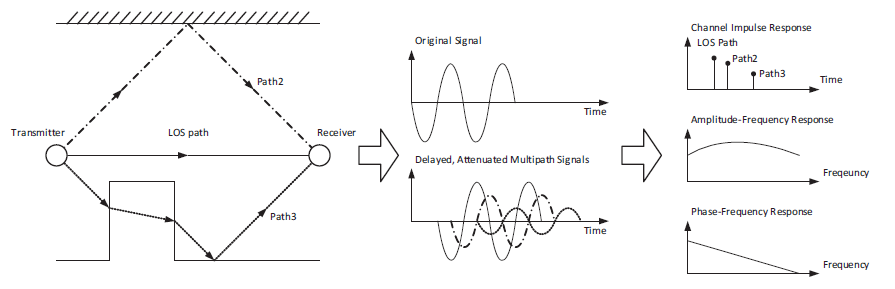 Transmitter
LOS path
Receiver
Path2
Path3
Original Signal
Time
Delayed, Attenuated Multipath Signals
Time
Channel Impulse Response
LOS Path
Path2
Path3
Time
Amplitude-Frequency Response
Freqeuncy
Phase-Frequency Response
Frequency